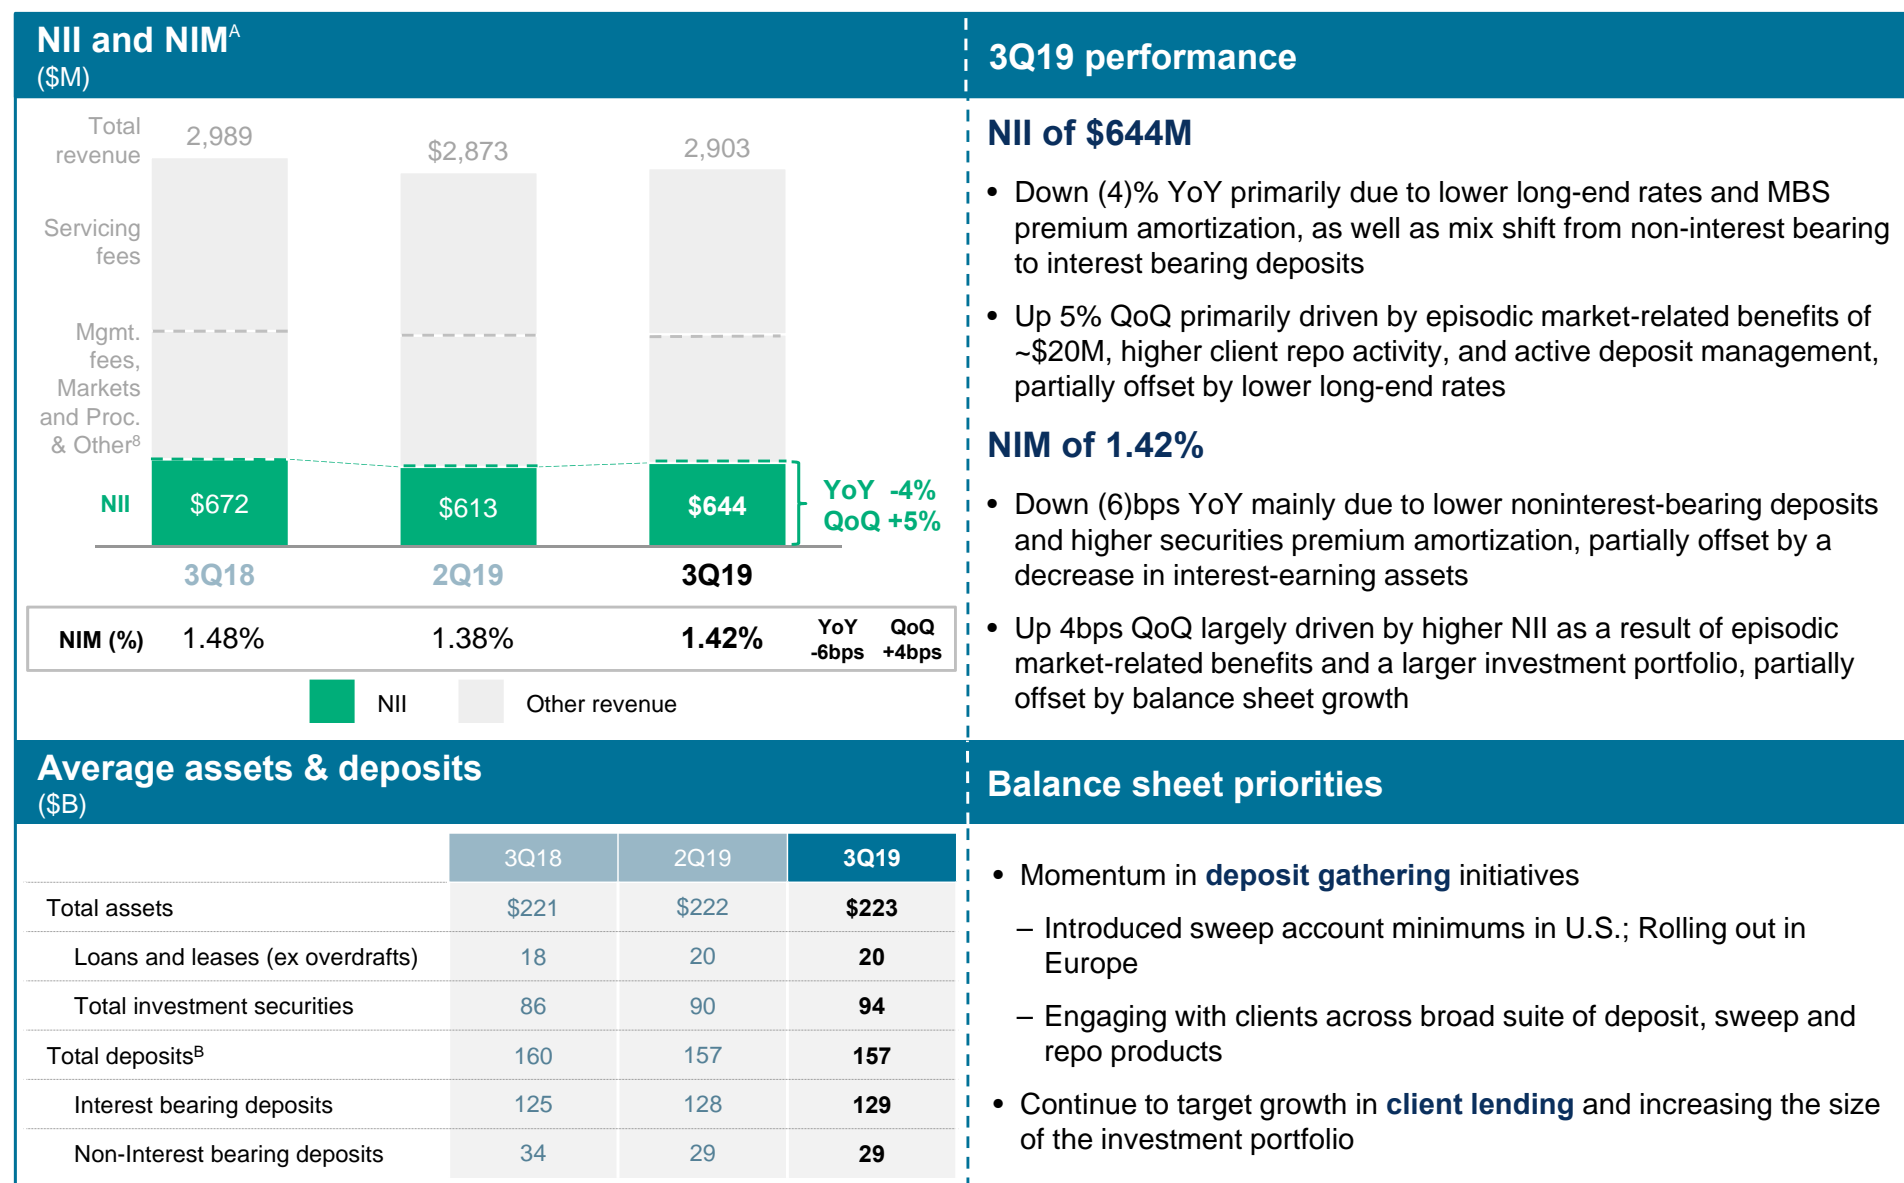 NII and NIMᴬ
($M)
Total
revenue
2,989
$2,873
2,903
Servicing
fees
Mgmt.
fees,
Markets
and Proc.
& Other⁸
NII
$672
$613
$644
YoY -4%
QoQ +5%
3Q18
2Q19
3Q19
NIM (%)
1.48%
1.38%
1.42%
YoY QoQ
-6bps +4bps
NII
Other revenue
3Q19 performance
NII of $644M
• Down (4)% YoY primarily due to lower long-end rates and MBS
premium amortization, as well as mix shift from non-interest bearing
to interest bearing deposits
• Up 5% QoQ primarily driven by episodic market-related benefits of
~$20M, higher client repo activity, and active deposit management,
partially offset by lower long-end rates
NIM of 1.42%
• Down (6)bps YoY mainly due to lower noninterest-bearing deposits
and higher securities premium amortization, partially offset by a
decrease in interest-earning assets
• Up 4bps QoQ largely driven by higher NII as a result of episodic
market-related benefits and a larger investment portfolio, partially
offset by balance sheet growth
Average assets & deposits
($B)
3Q18 2Q19 3Q19
Total assets $221 $222 $223
Loans and leases (ex overdrafts) 18 20 20
Total investment securities 86 90 94
Total depositsᴮ 160 157 157
Interest bearing deposits 125 128 129
Non-Interest bearing deposits 34 29 29
Balance sheet priorities
• Momentum in deposit gathering initiatives
– Introduced sweep account minimums in U.S.; Rolling out in
Europe
– Engaging with clients across broad suite of deposit, sweep and
repo products
• Continue to target growth in client lending and increasing the size
of the investment portfolio